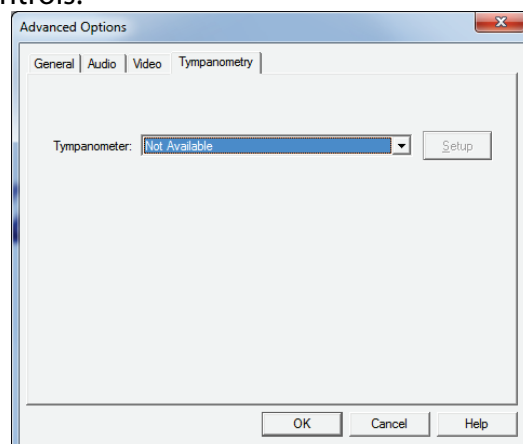 Advanced Options
General Audio Video Tympanometry
Tympanometer: Not Available Setup
OK Cancel Help